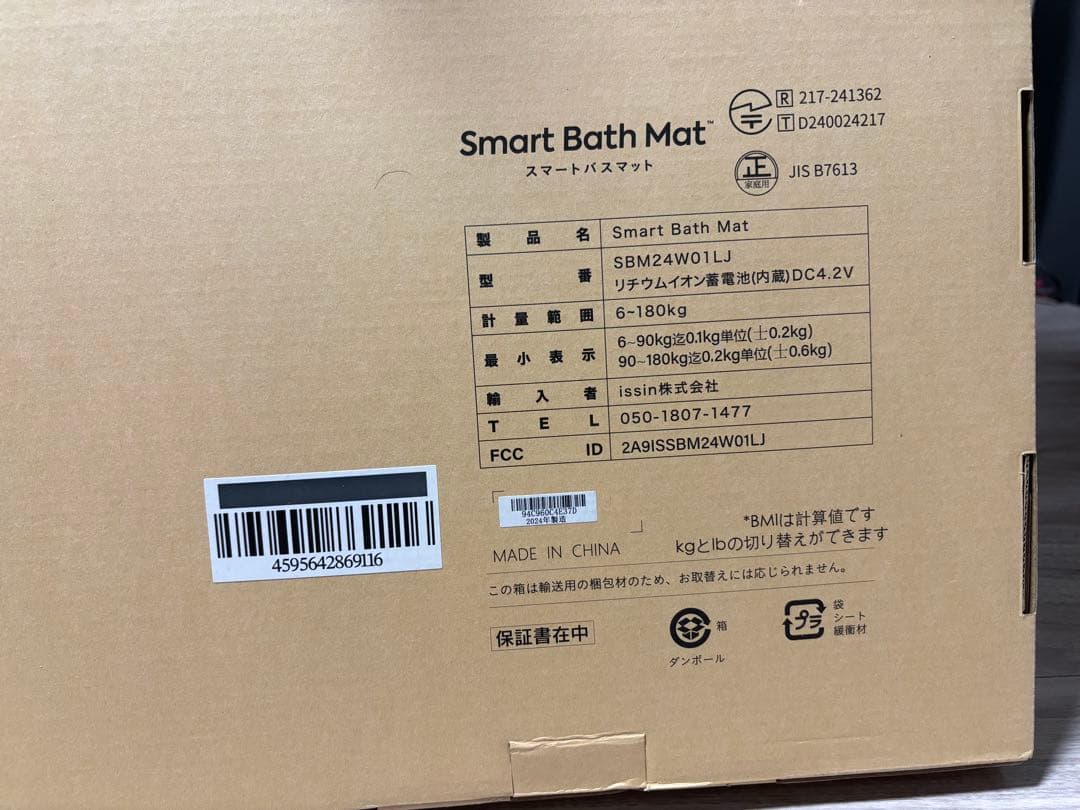 Smart Bath Mat™
スマートバスマット
R 217-241362
T D240024217
正
家庭用
JIS B7613
製品名 Smart Bath Mat
型番 SBM24W01LJ
リチウムイオン蓄電池(内蔵)DC4.2V
計量範囲 6~180kg
最小表示 6~90kg迄0.1kg単位(±0.2kg)
90~180kg迄0.2kg単位(±0.6kg)
輸入者 issin株式会社
TEL 050-1807-1477
FCC ID 2A9ISSBM24W01LJ
4595642869116
94C960C4E37D
2024年製造
*BMIは計算値です
MADE IN CHINA
kgとlbの切り替えができます
この箱は輸送用の梱包材のため、お取替えには応じられません。
保証書在中
箱
ダンボール
プラ
袋
シート
緩衝材